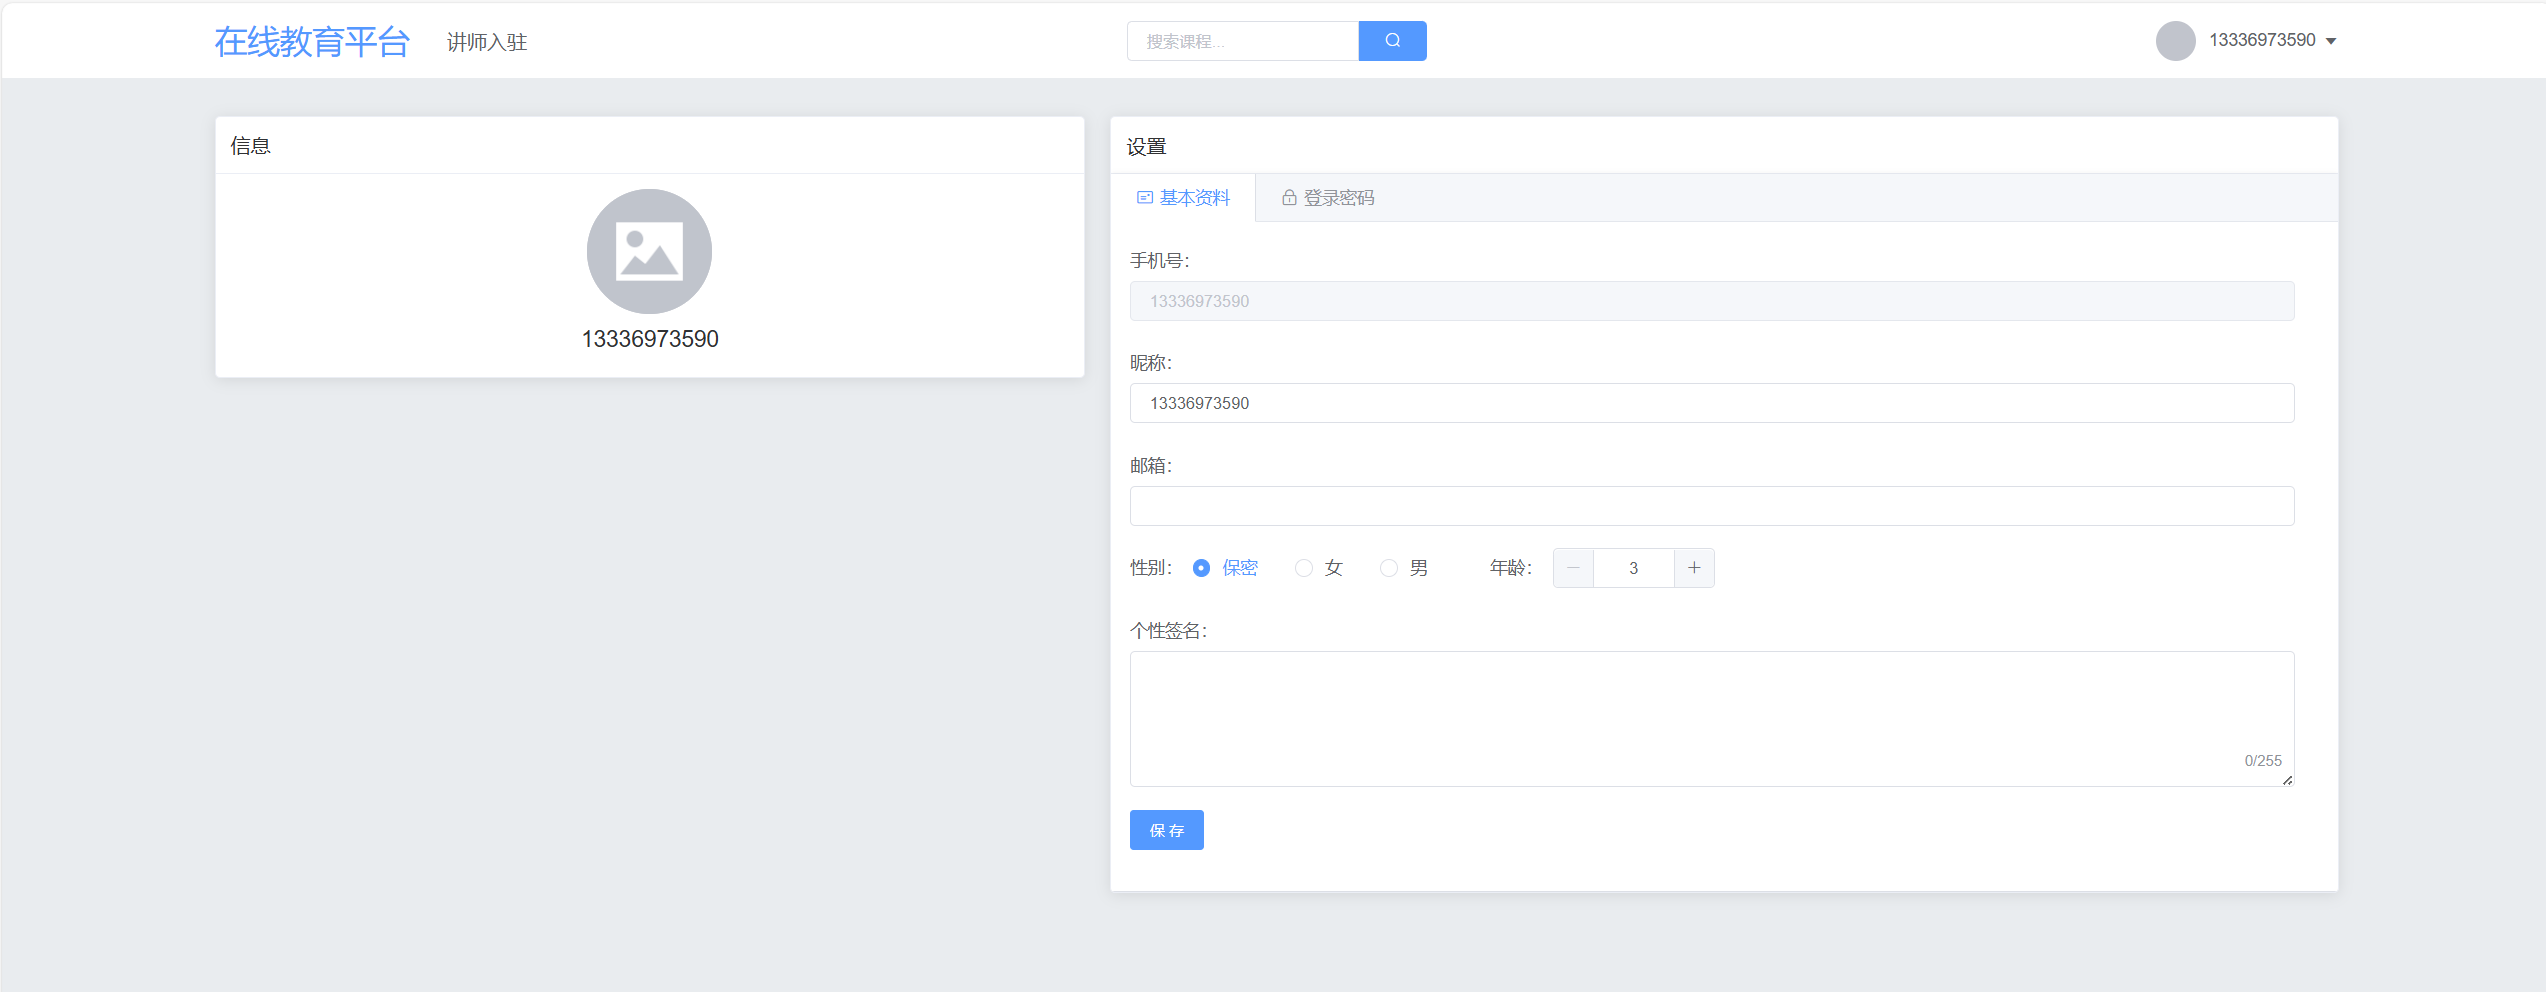 在线教育平台
讲师入驻
搜索课程...
13336973590
信息
13336973590
设置
基本资料
登录密码
手机号：
13336973590
昵称：
13336973590
邮箱：
性别： 保密 女 男 年龄： 3
个性签名：
0/255
保 存